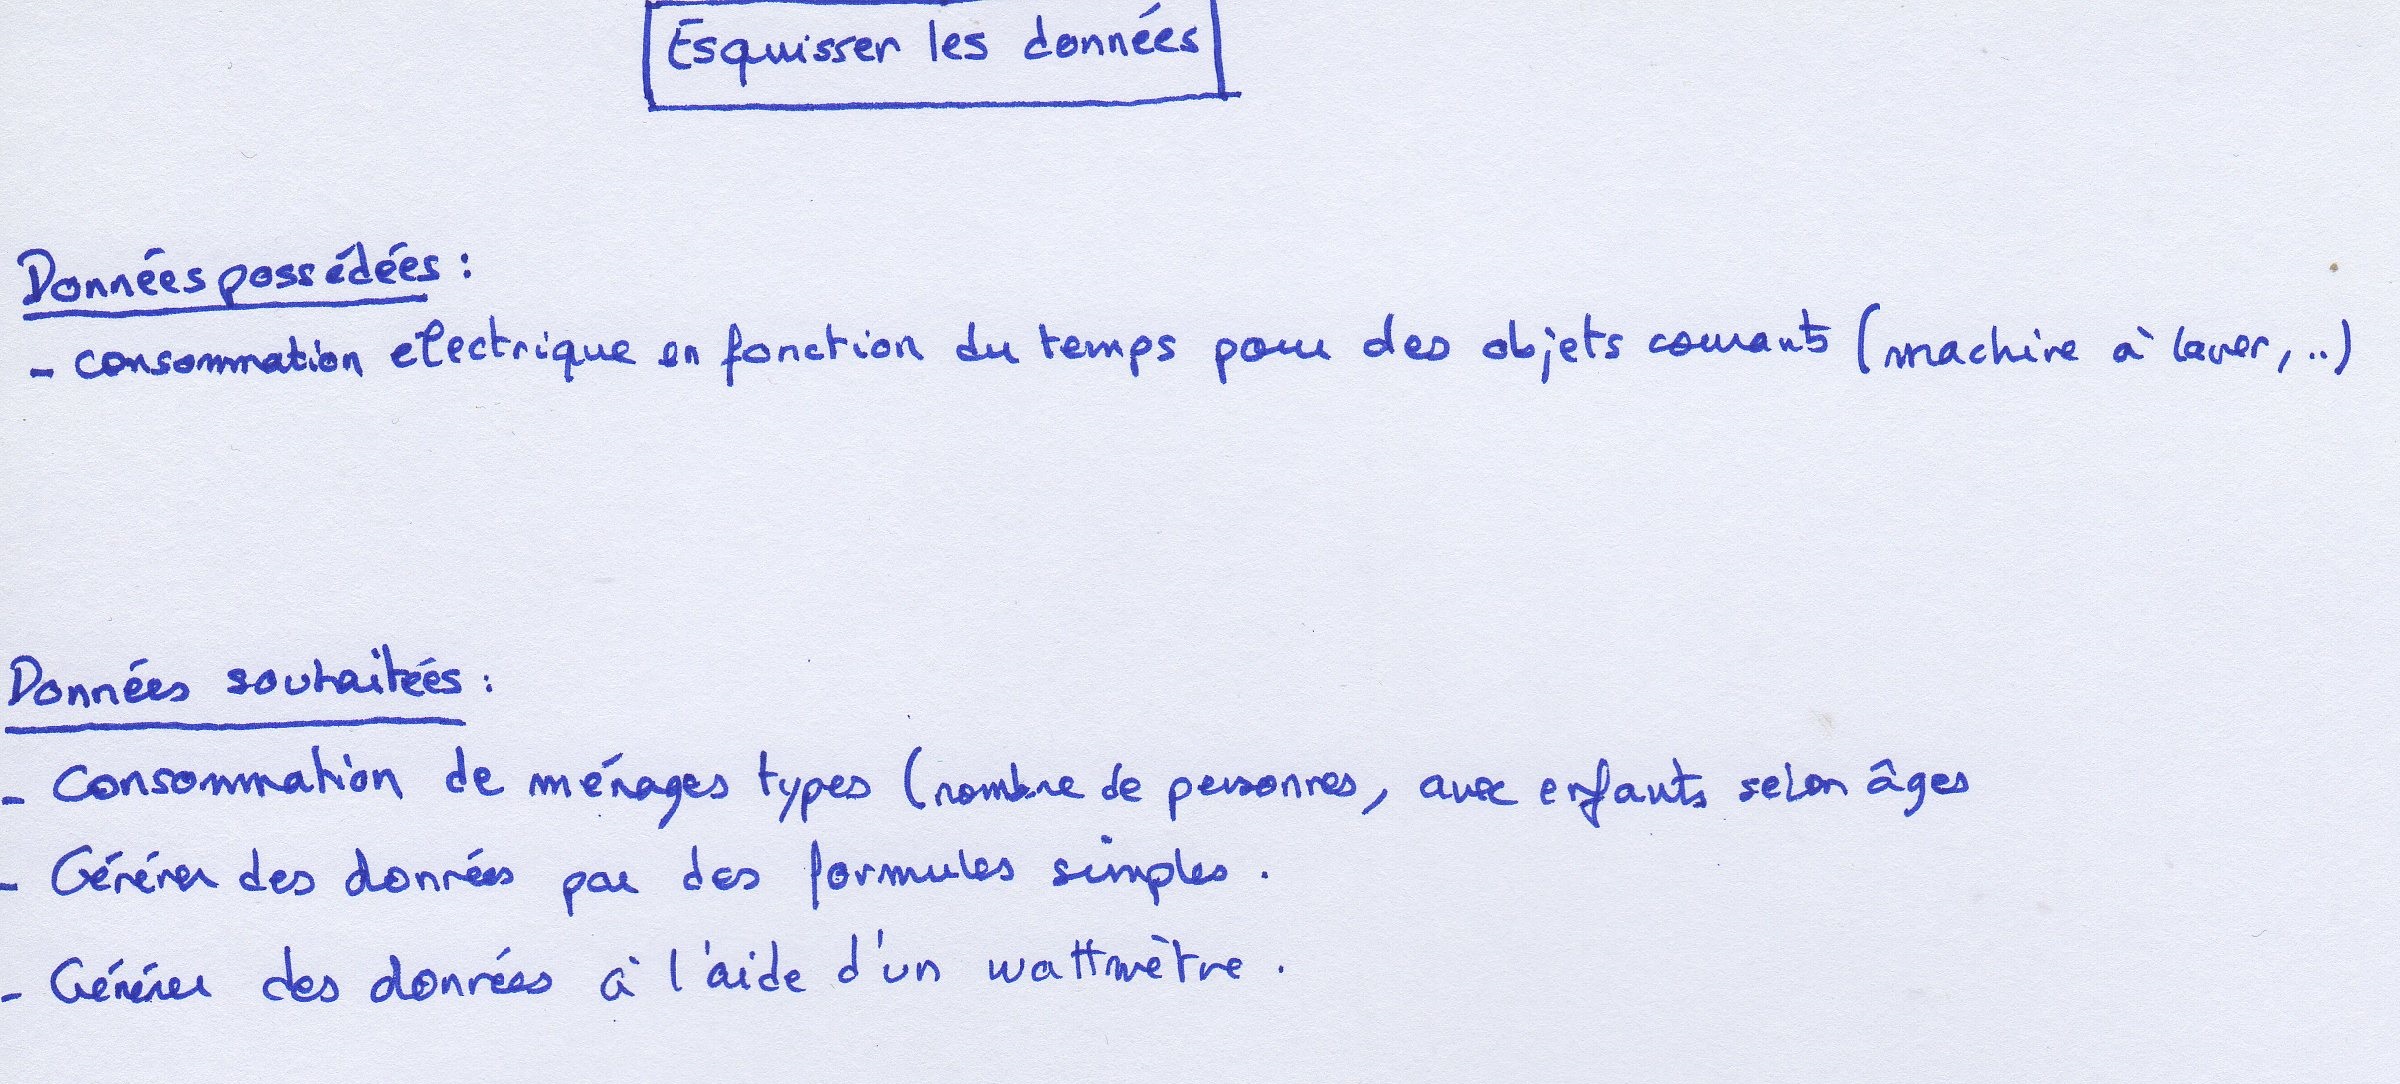 Esquisser les données
Données possédées :
- consommation électrique en fonction du temps pour des objets courants (machine à laver, ..)
Données souhaitées :
- Consommation de ménages types (nombre de personnes, avec enfants selon âges
- Générer des données par des formules simples.
- Générer des données à l'aide d'un wattmètre.